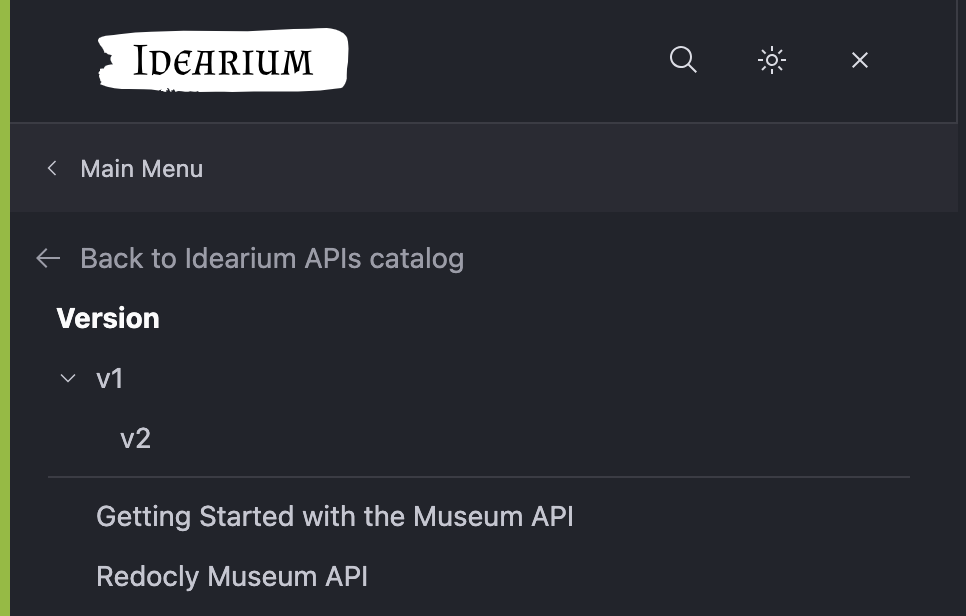 Idearium
Main Menu
Back to Idearium APIs catalog
Version
v1
v2
Getting Started with the Museum API
Redocly Museum API